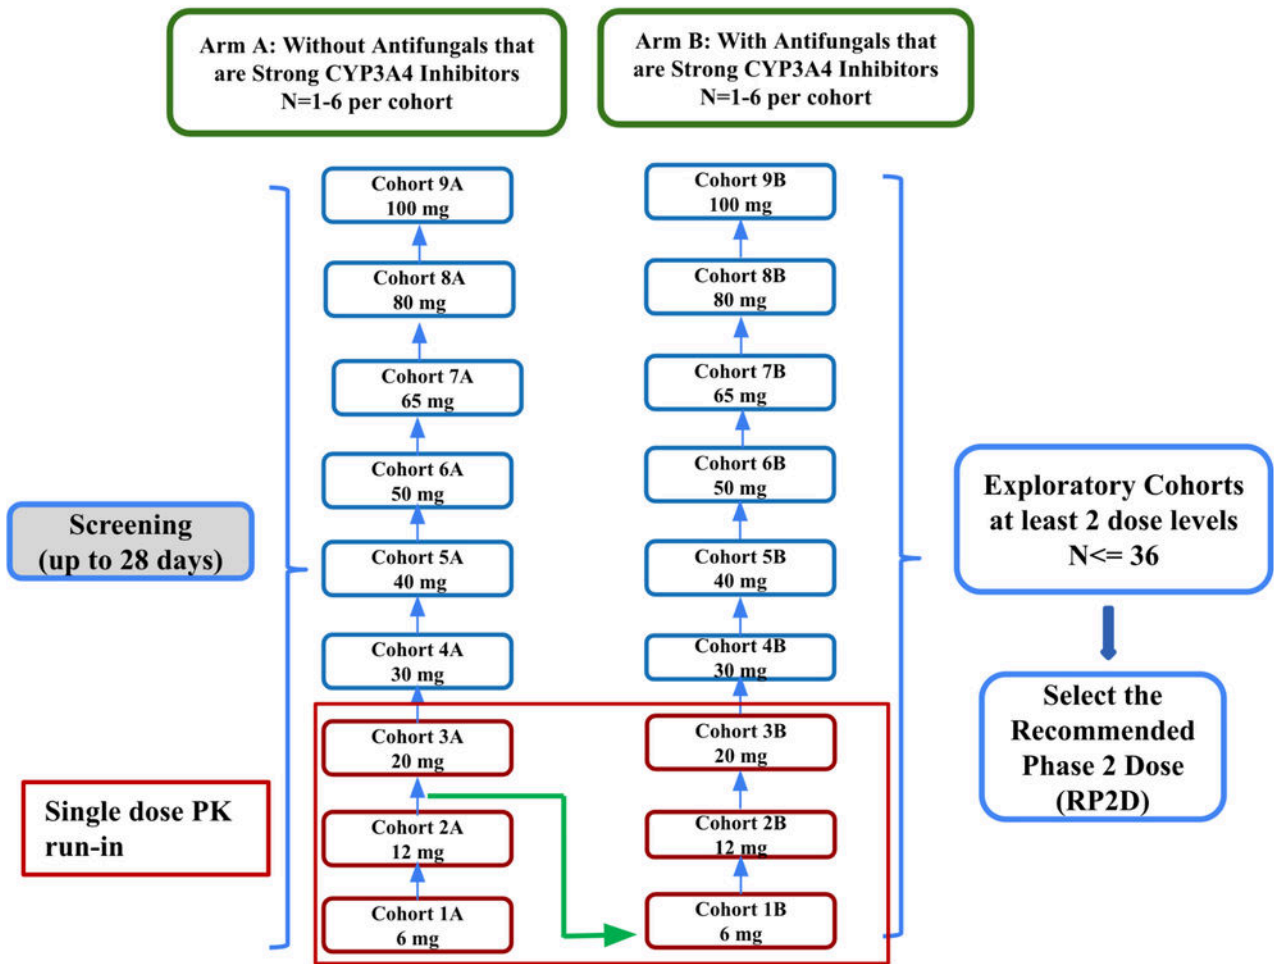 Arm A: Without Antifungals that
are Strong CYP3A4 Inhibitors
N=1-6 per cohort
Arm B: With Antifungals that
are Strong CYP3A4 Inhibitors
N=1-6 per cohort
Screening
(up to 28 days)
Single dose PK
run-in
Cohort 9A
100 mg
Cohort 8A
80 mg
Cohort 7A
65 mg
Cohort 6A
50 mg
Cohort 5A
40 mg
Cohort 4A
30 mg
Cohort 3A
20 mg
Cohort 2A
12 mg
Cohort 1A
6 mg
Cohort 9B
100 mg
Cohort 8B
80 mg
Cohort 7B
65 mg
Cohort 6B
50 mg
Cohort 5B
40 mg
Cohort 4B
30 mg
Cohort 3B
20 mg
Cohort 2B
12 mg
Cohort 1B
6 mg
Exploratory Cohorts
at least 2 dose levels
N<= 36
Select the
Recommended
Phase 2 Dose
(RP2D)